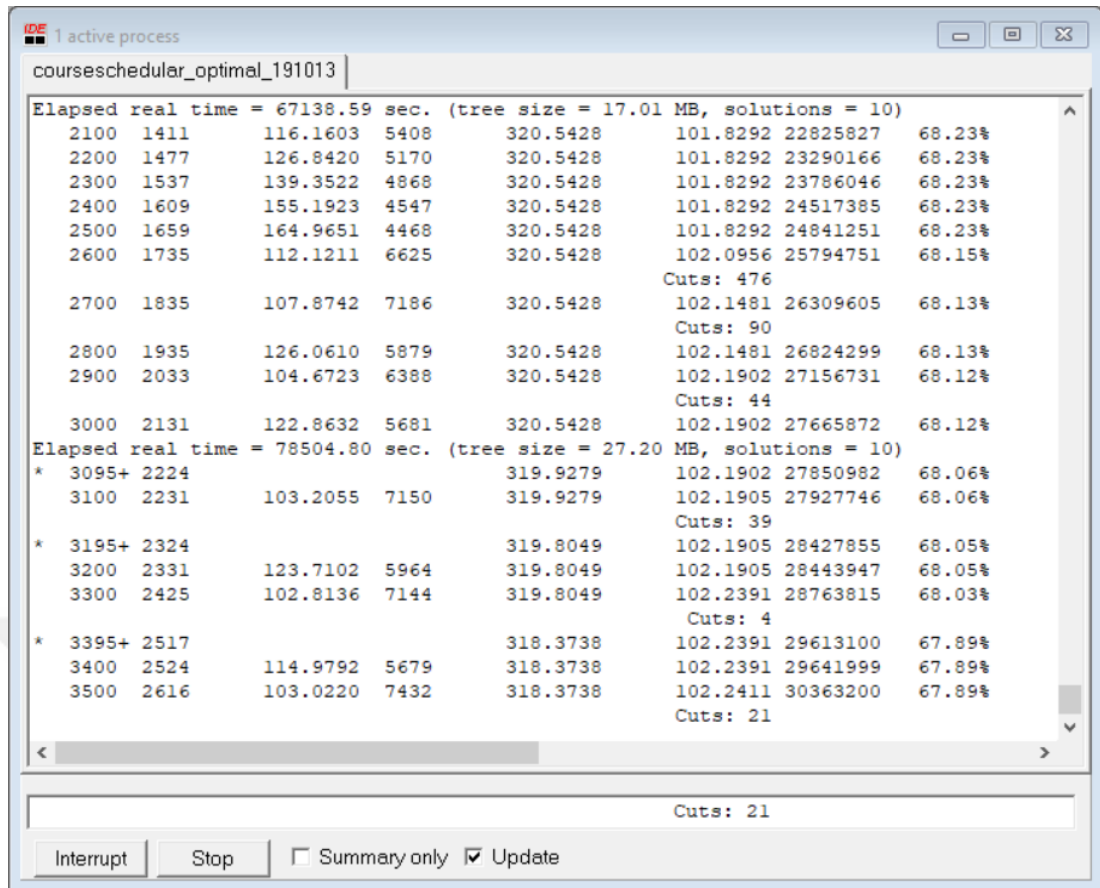 IDE 1 active process
courseschedular_optimal_191013
Elapsed real time = 67138.59 sec. (tree size = 17.01 MB, solutions = 10)
2100 1411 116.1603 5408 320.5428 101.8292 22825827 68.23%
2200 1477 126.8420 5170 320.5428 101.8292 23290166 68.23%
2300 1537 139.3522 4868 320.5428 101.8292 23786046 68.23%
2400 1609 155.1923 4547 320.5428 101.8292 24517385 68.23%
2500 1659 164.9651 4468 320.5428 101.8292 24841251 68.23%
2600 1735 112.1211 6625 320.5428 102.0956 25794751 68.15%
Cuts: 476
2700 1835 107.8742 7186 320.5428 102.1481 26309605 68.13%
Cuts: 90
2800 1935 126.0610 5879 320.5428 102.1481 26824299 68.13%
2900 2033 104.6723 6388 320.5428 102.1902 27156731 68.12%
Cuts: 44
3000 2131 122.8632 5681 320.5428 102.1902 27665872 68.12%
Elapsed real time = 78504.80 sec. (tree size = 27.20 MB, solutions = 10)
* 3095+ 2224 319.9279 102.1902 27850982 68.06%
3100 2231 103.2055 7150 319.9279 102.1905 27927746 68.06%
Cuts: 39
* 3195+ 2324 319.8049 102.1905 28427855 68.05%
3200 2331 123.7102 5964 319.8049 102.1905 28443947 68.05%
3300 2425 102.8136 7144 319.8049 102.2391 28763815 68.03%
Cuts: 4
* 3395+ 2517 318.3738 102.2391 29613100 67.89%
3400 2524 114.9792 5679 318.3738 102.2391 29641999 67.89%
3500 2616 103.0220 7432 318.3738 102.2411 30363200 67.89%
Cuts: 21
Cuts: 21
Interrupt Stop Summary only Update